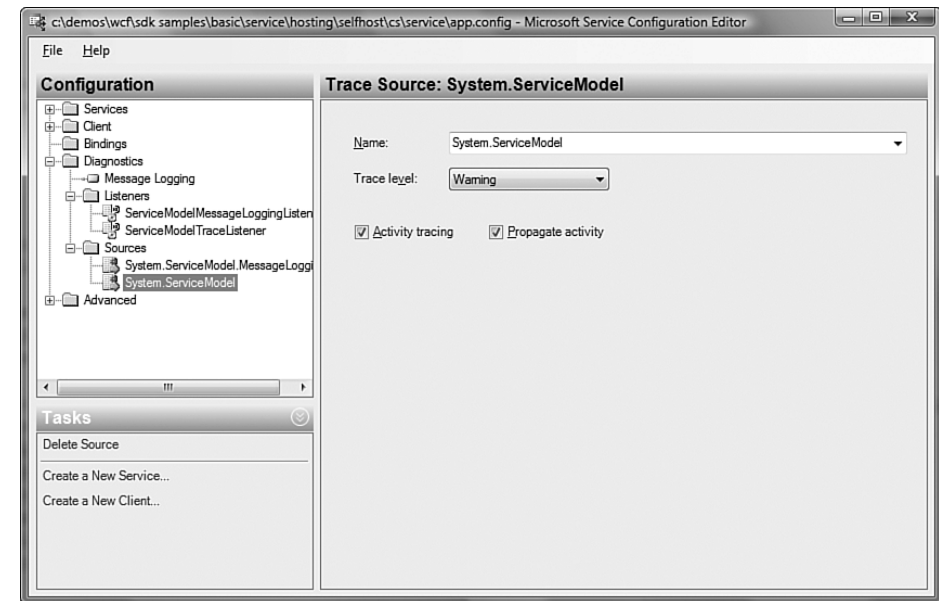 c:\demos\wcf\sdk samples\basic\service\hosting\selfhost\cs\service\app.config - Microsoft Service Configuration Editor
File Help
Configuration
Services
Client
Bindings
Diagnostics
Message Logging
Listeners
ServiceModelMessageLoggingListen
ServiceModelTraceListener
Sources
System.ServiceModel.MessageLoggi
System.ServiceModel
Advanced
Tasks
Delete Source
Create a New Service...
Create a New Client...
Trace Source: System.ServiceModel
Name: System.ServiceModel
Trace level: Warning
Activity tracing Propagate activity